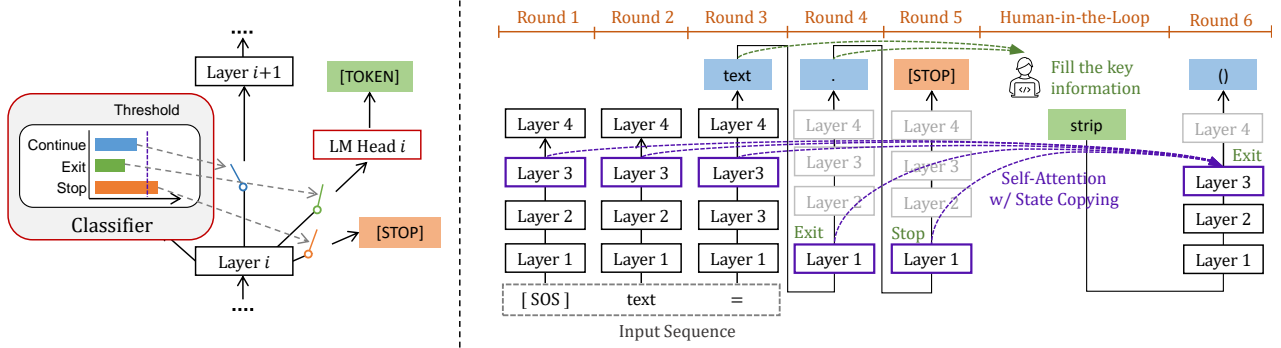 ....
Layer i+1
[TOKEN]
Threshold
Continue
Exit
Stop
Classifier
LM Head i
[STOP]
Layer i
....
Round 1 Round 2 Round 3 Round 4 Round 5 Human-in-the-Loop Round 6
text . [STOP] Fill the key ()
information
Layer 4 Layer 4 Layer 4 Layer 4 Layer 4 strip Layer 4
Exit
Layer 3 Layer 3 Layer3 Layer 3 Layer 3 Self-Attention Layer 3
w/ State Copying
Layer 2 Layer 2 Layer 3 Layer 2 Layer 2 Layer 2
Exit Stop
Layer 1 Layer 1 Layer 1 Layer 1 Layer 1 Layer 1
[ SOS ] text =
Input Sequence